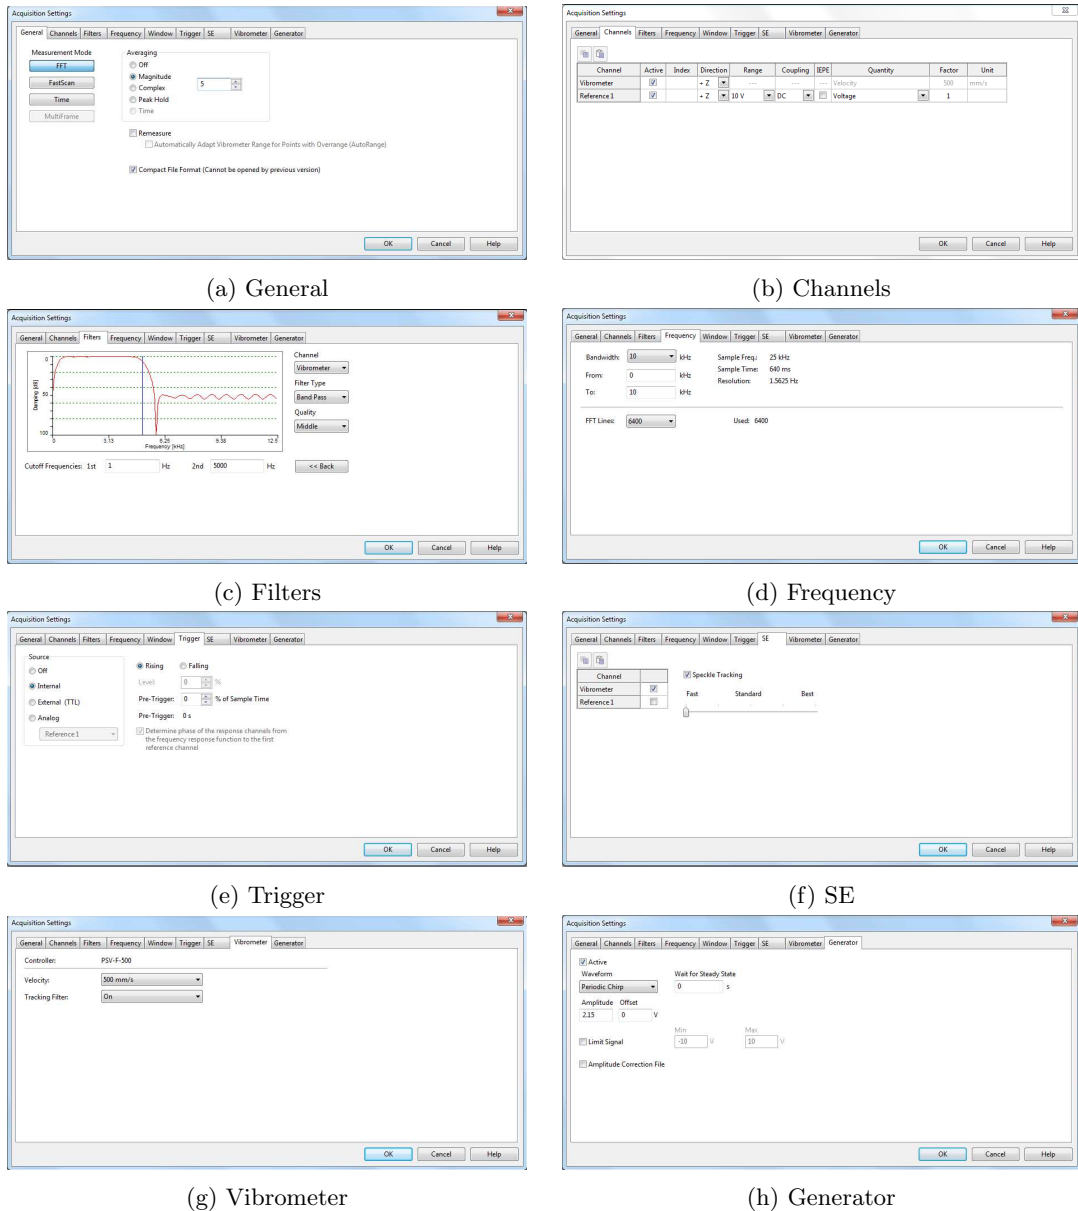 Acquisition Settings
General Channels Filters Frequency Window Trigger SE Vibrometer Generator
Measurement Mode
FFT
FastScan
Time
MultiFrame
Averaging
Off
Magnitude
5
Complex
Peak Hold
Time
Remeasure
Automatically Adapt Vibrometer Range for Points with Overrange (AutoRange)
Compact File Format (Cannot be opened by previous version)
OK Cancel Help
(a) General
Acquisition Settings
General Channels Filters Frequency Window Trigger SE Vibrometer Generator
Channel Active Index Direction Range Coupling IEPE Quantity Factor Unit
Vibrometer + Z --- --- --- Velocity 500 mm/s
Reference 1 + Z 10 V DC Voltage 1
OK Cancel Help
(b) Channels
Acquisition Settings
General Channels Filters Frequency Window Trigger SE Vibrometer Generator
Damping [dB]
0
50
100
0 3.13 6.25 9.38 12.5
Frequency [kHz]
Channel
Vibrometer
Filter Type
Band Pass
Quality
Middle
Cutoff Frequencies: 1st 1 Hz 2nd 5000 Hz << Back
OK Cancel Help
(c) Filters
Acquisition Settings
General Channels Filters Frequency Window Trigger SE Vibrometer Generator
Bandwidth: 10 kHz Sample Freq.: 25 kHz
Sample Time: 640 ms
From: 0 kHz Resolution: 1.5625 Hz
To: 10 kHz
FFT Lines: 6400 Used: 6400
OK Cancel Help
(d) Frequency
Acquisition Settings
General Channels Filters Frequency Window Trigger SE Vibrometer Generator
Source
Off
Internal
External (TTL)
Analog
Reference 1
Rising Falling
Level: 0 %
Pre-Trigger: 0 % of Sample Time
Pre-Trigger: 0 s
Determine phase of the response channels from
the frequency response function to the first
reference channel
OK Cancel Help
(e) Trigger
Acquisition Settings
General Channels Filters Frequency Window Trigger SE Vibrometer Generator
Channel
Vibrometer
Reference 1
Speckle Tracking
Fast Standard Best
OK Cancel Help
(f) SE
Acquisition Settings
General Channels Filters Frequency Window Trigger SE Vibrometer Generator
Controller: PSV-F-500
Velocity: 500 mm/s
Tracking Filter: On
OK Cancel Help
(g) Vibrometer
Acquisition Settings
General Channels Filters Frequency Window Trigger SE Vibrometer Generator
Active
Waveform Wait for Steady State
Periodic Chirp 0 s
Amplitude Offset
2.15 0 V
Min Max
Limit Signal -10 V 10 V
Amplitude Correction File
OK Cancel Help
(h) Generator